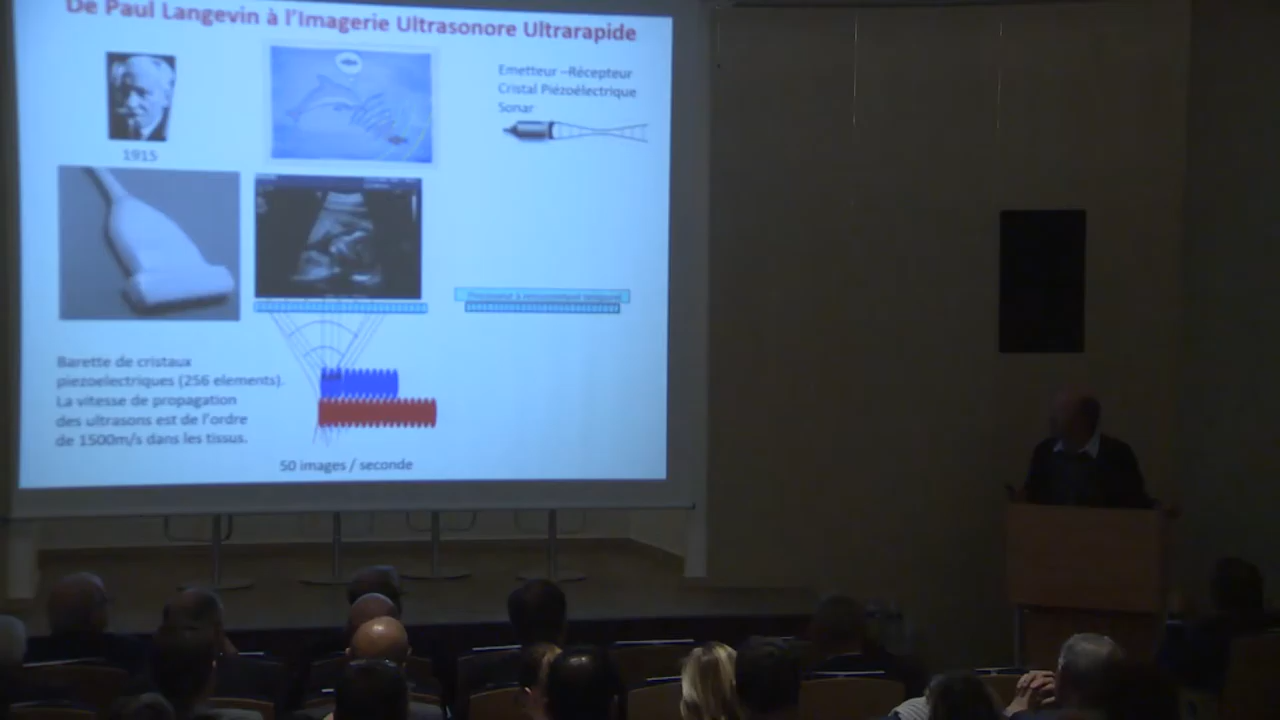 De Paul Langevin à l'Imagerie Ultrasonore Ultrarapide
Emetteur –Récepteur
Cristal Piézoélectrique
Sonar
1915
Barette de cristaux
piezoelectriques (256 elements).
La vitesse de propagation
des ultrasons est de l'ordre
de 1500m/s dans les tissus.
50 images / seconde